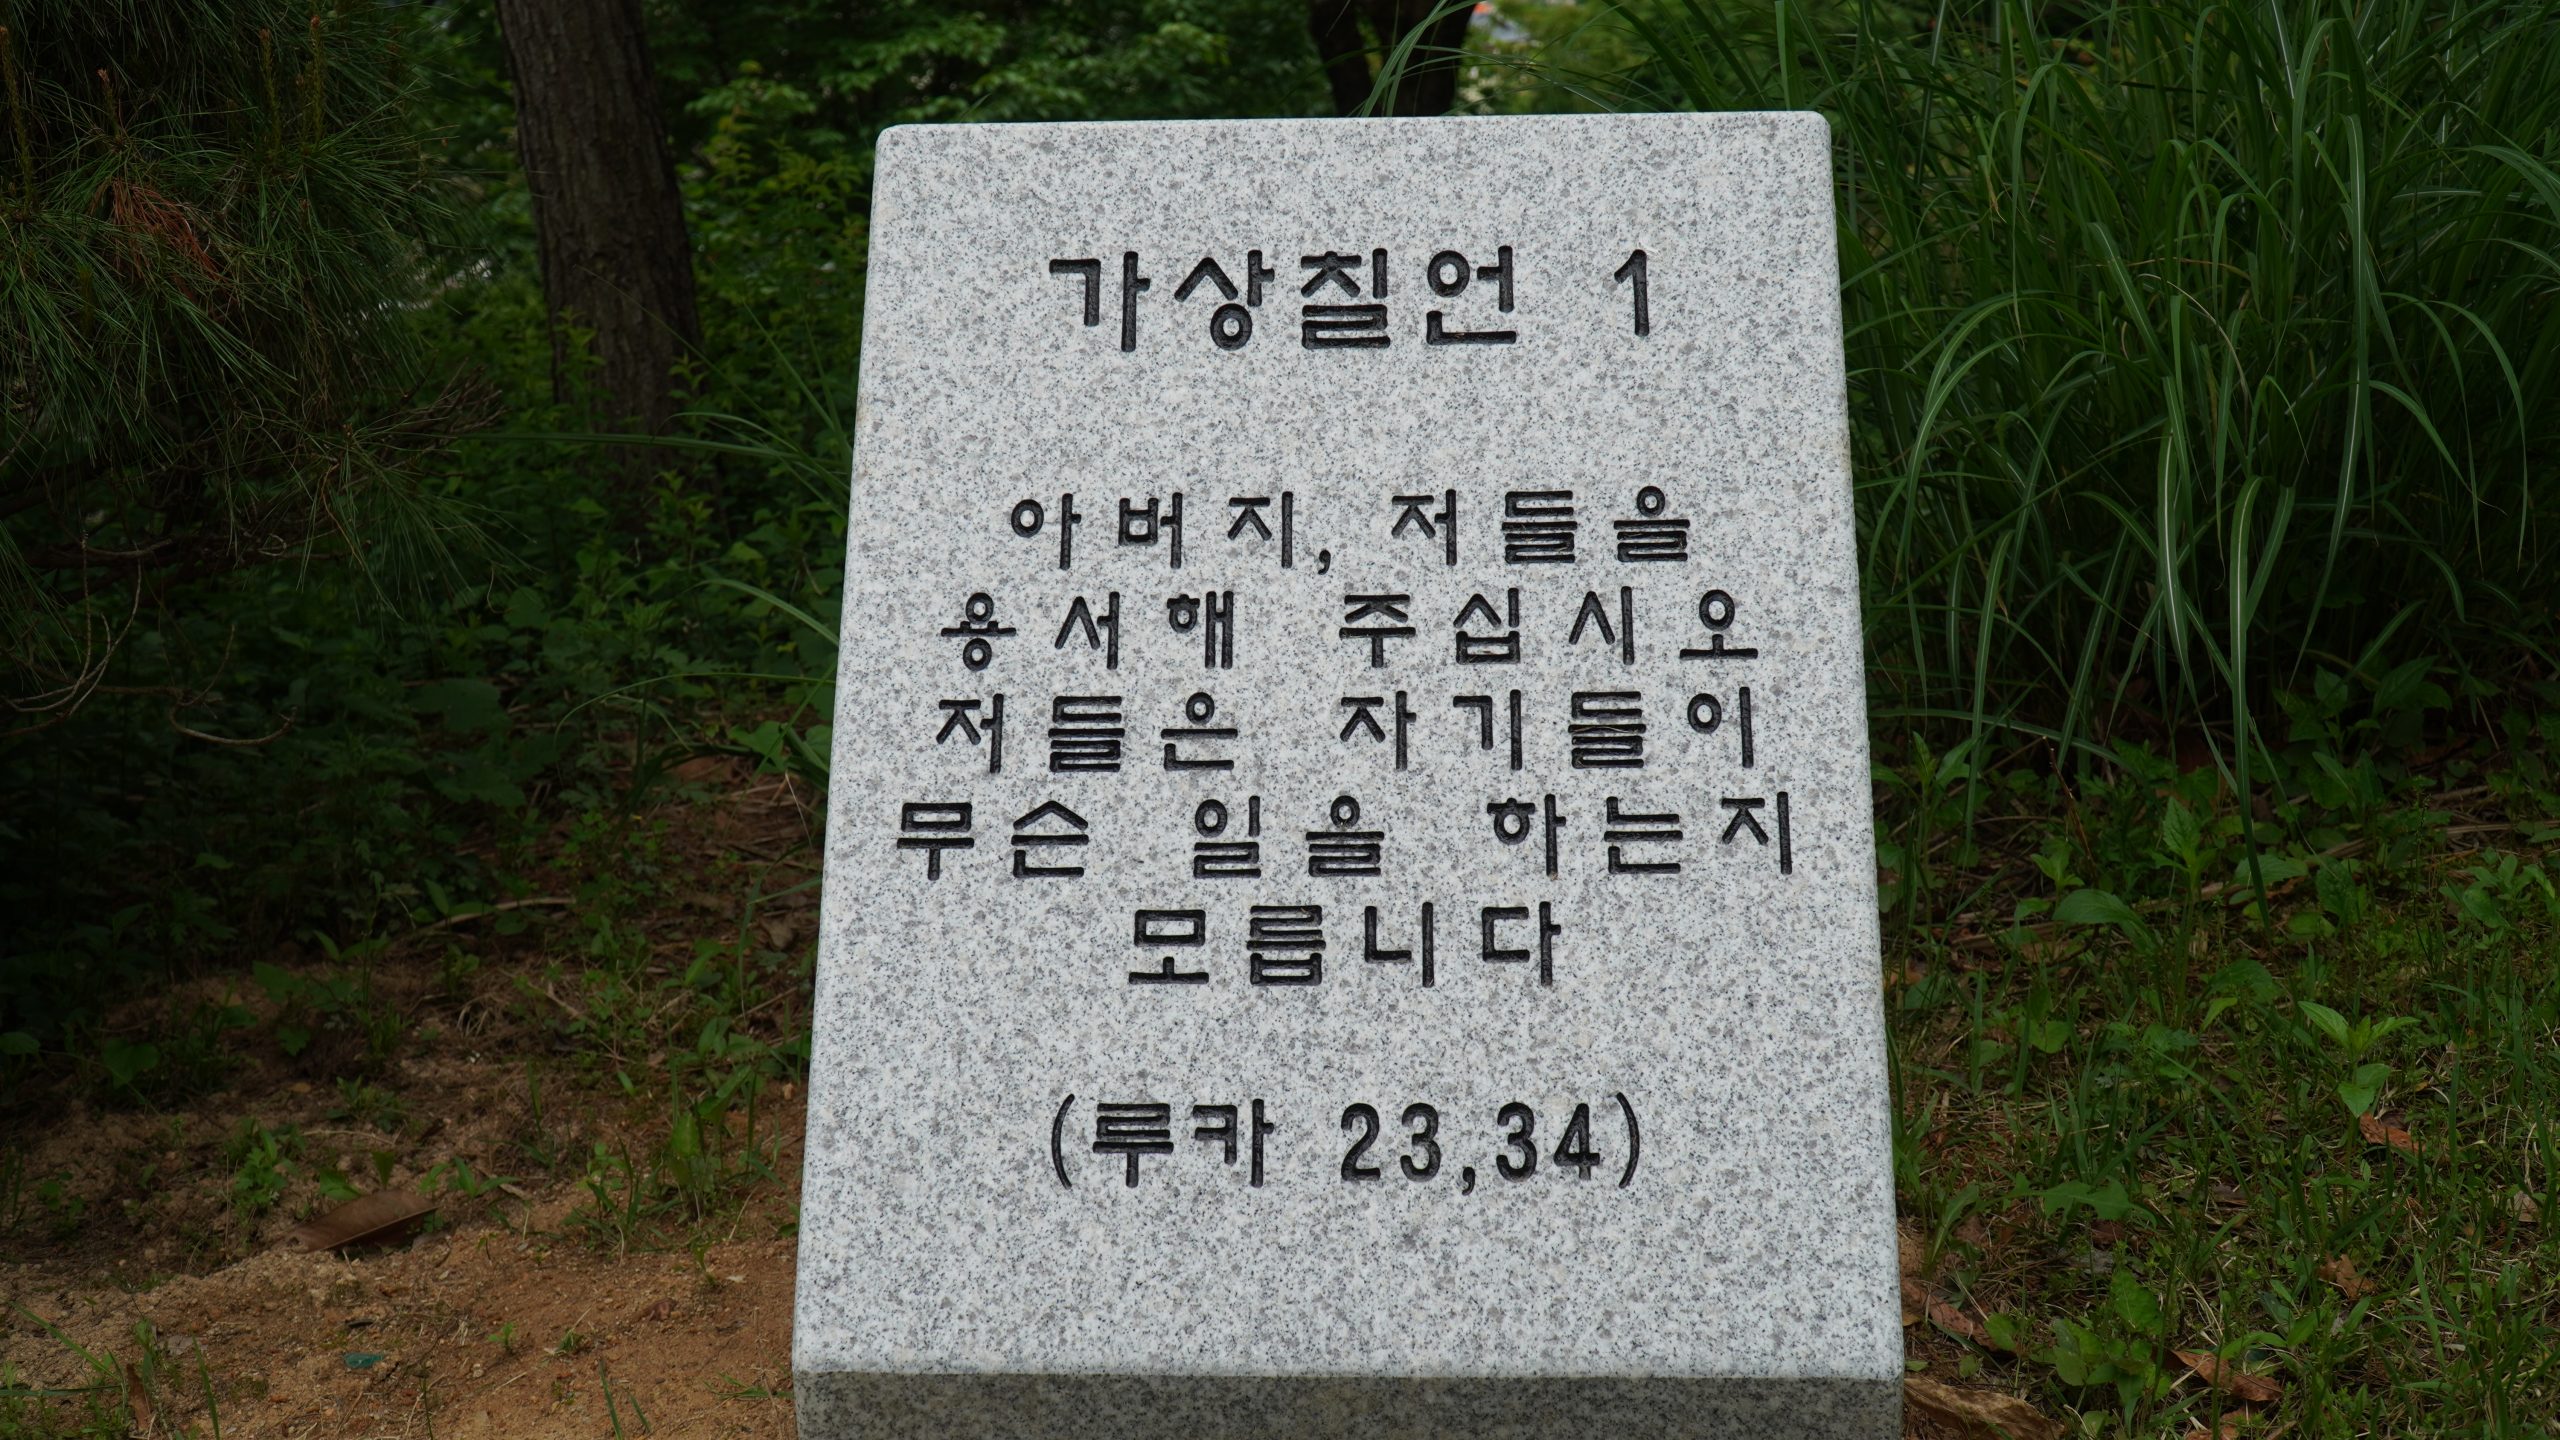 가상칠언 1
아버지, 저들을
용서해 주십시오
저들은 자기들이
무슨 일을 하는지
모릅니다
(루카 23,34)